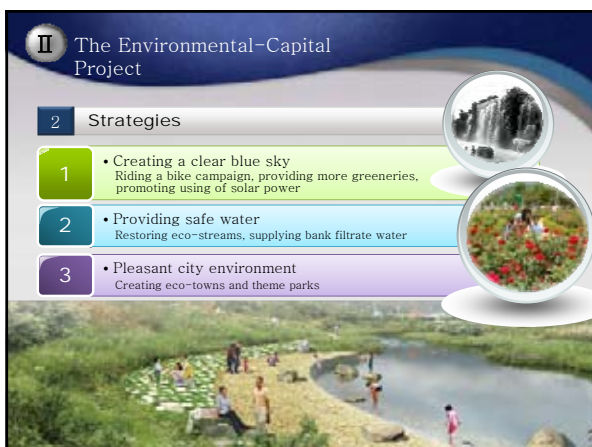 Ⅱ
The Environmental-Capital
Project
2
Strategies
1
• Creating a clear blue sky
Riding a bike campaign, providing more greeneries,
promoting using of solar power
2
• Providing safe water
Restoring eco-streams, supplying bank filtrate water
3
• Pleasant city environment
Creating eco-towns and theme parks